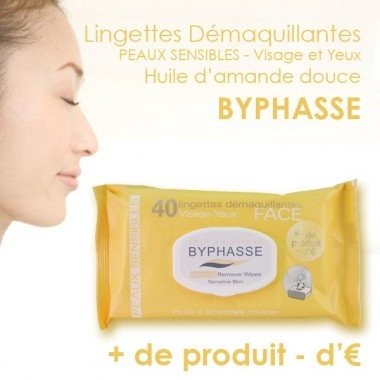 Lingettes Démaquillantes
PEAUX SENSIBLES - Visage et Yeux
Huile d'amande douce
BYPHASSE
40 lingettes démaquillantes
Visage-Yeux FACE
PEAUX SENSIBLES
+ de
produit
- d'€
BYPHASSE
Remover Wipes
Sensitive Skin
Huile d'amandes douces
+ de produit - d'€